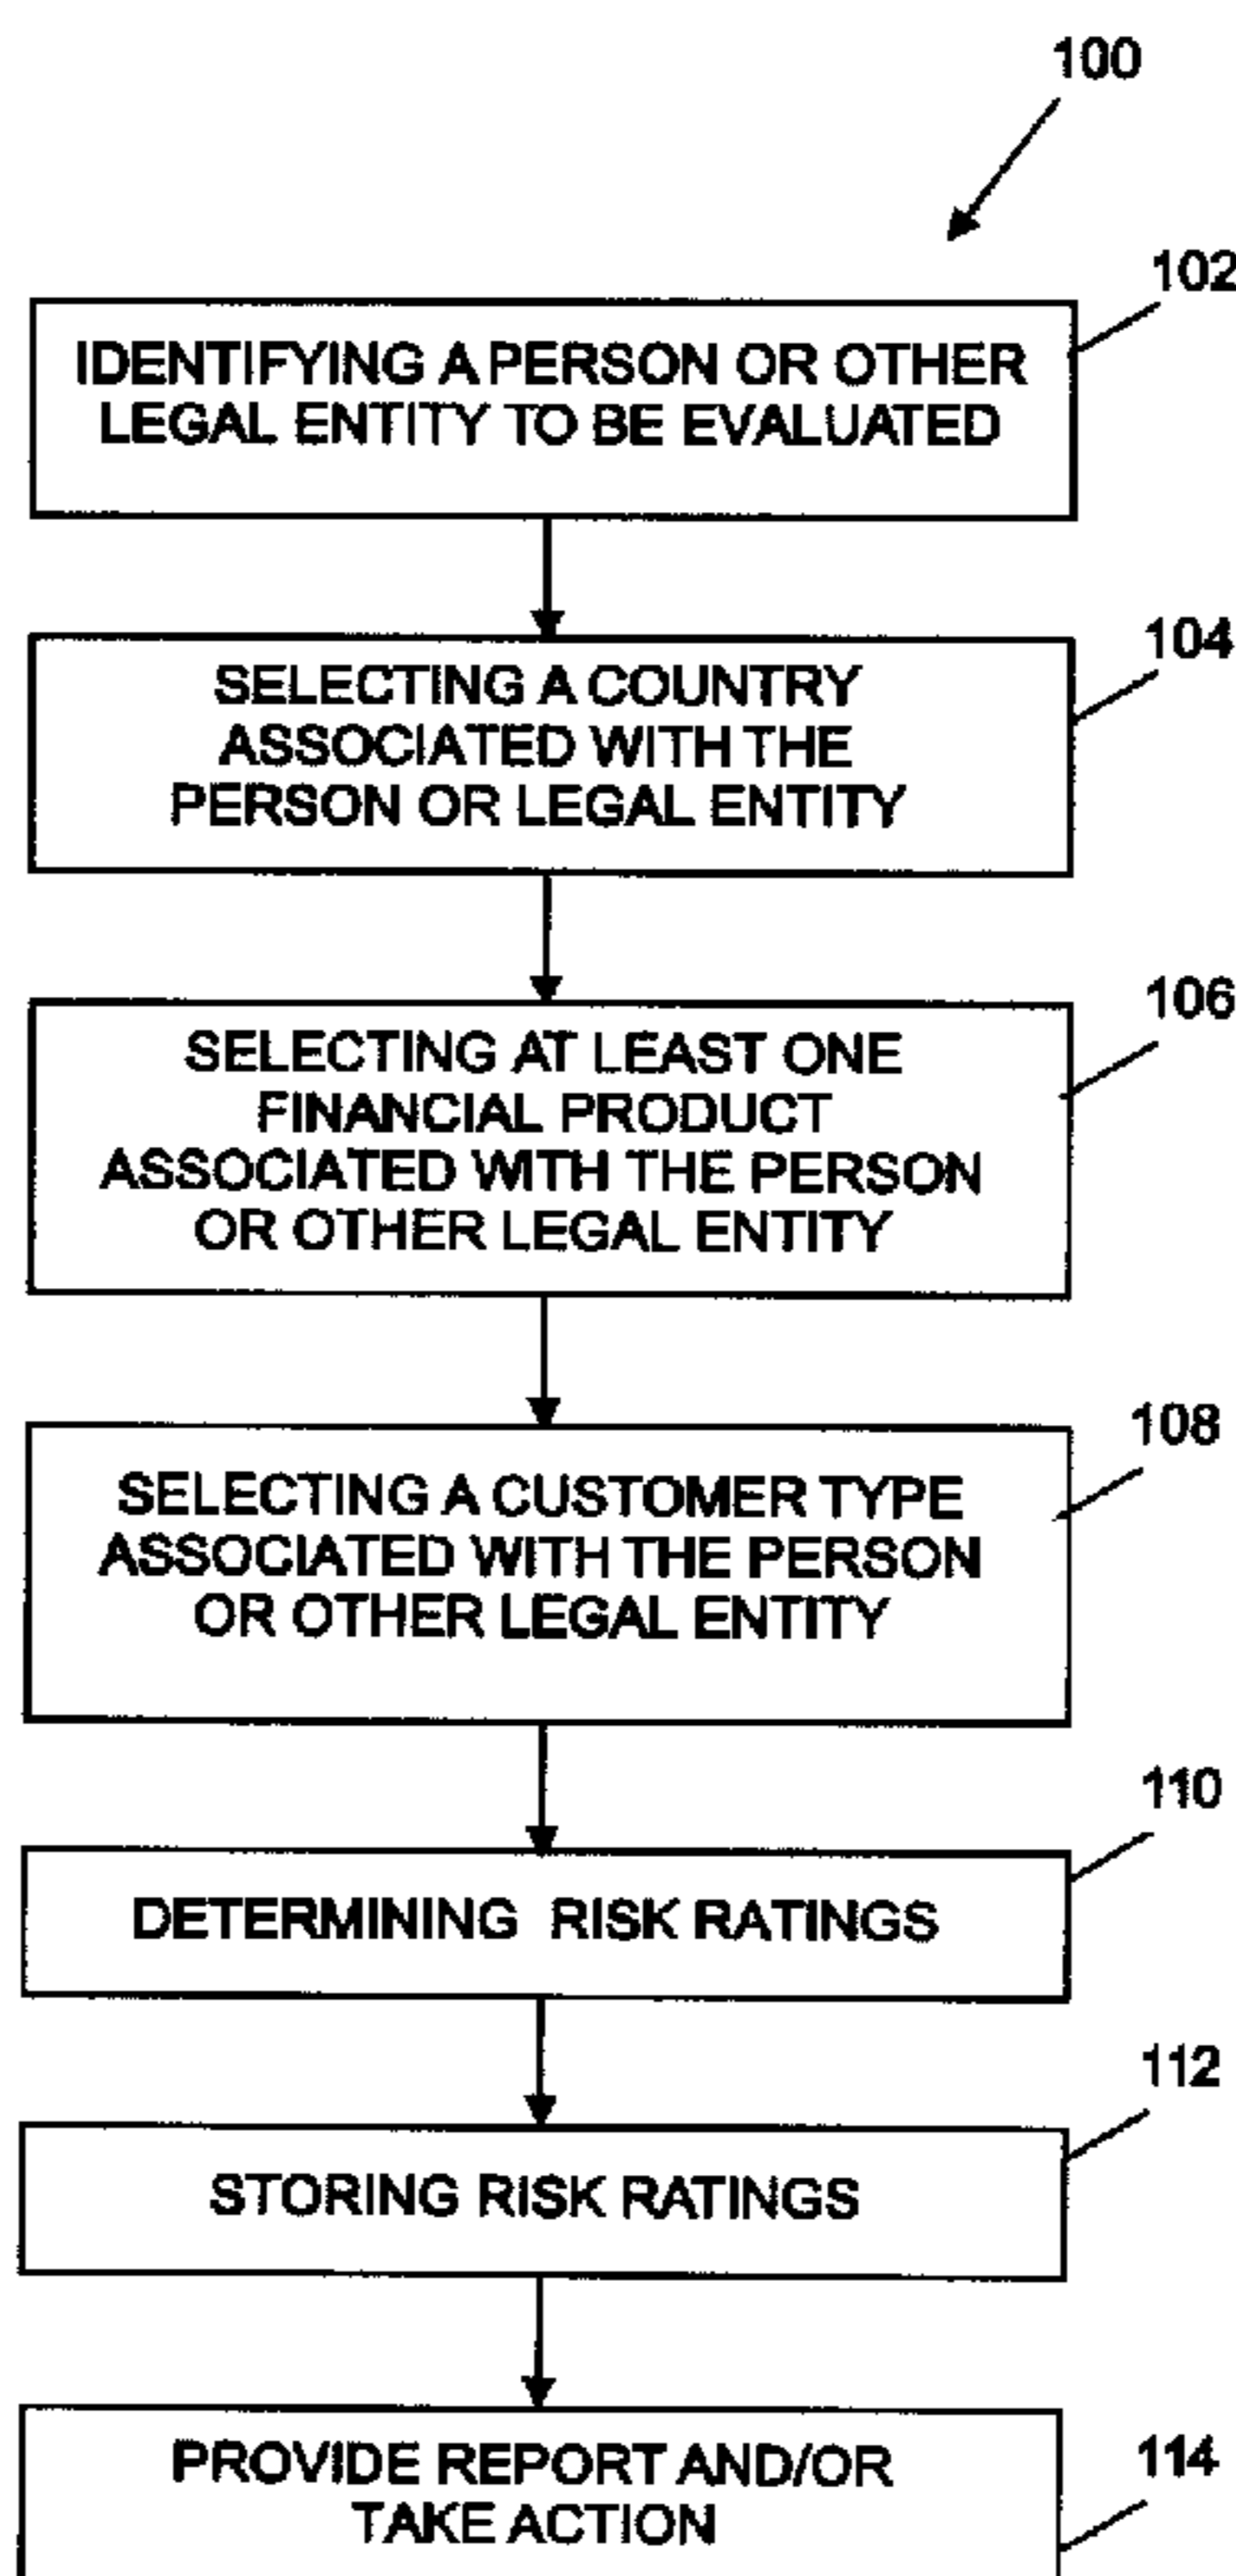 100
102
IDENTIFYING A PERSON OR OTHER
LEGAL ENTITY TO BE EVALUATED
104
SELECTING A COUNTRY
ASSOCIATED WITH THE
PERSON OR LEGAL ENTITY
106
SELECTING AT LEAST ONE
FINANCIAL PRODUCT
ASSOCIATED WITH THE PERSON
OR OTHER LEGAL ENTITY
108
SELECTING A CUSTOMER TYPE
ASSOCIATED WITH THE PERSON
OR OTHER LEGAL ENTITY
110
DETERMINING RISK RATINGS
112
STORING RISK RATINGS
114
PROVIDE REPORT AND/OR
TAKE ACTION